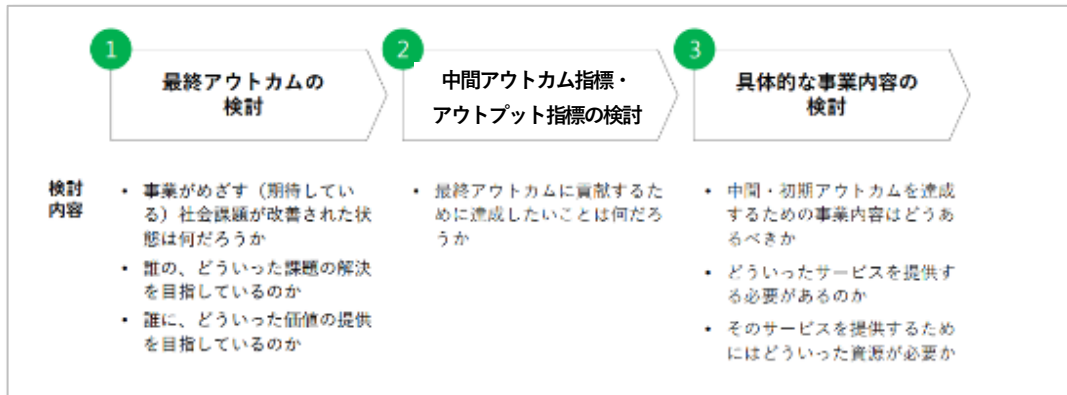 1
最終アウトカムの
検討
2
中間アウトカム指標・
アウトプット指標の検討
3
具体的な事業内容の
検討
検討
内容
• 事業がめざす（期待してい
る）社会課題が改善された状
態は何だろうか
• 誰の、どういった課題の解決
を目指しているのか
• 誰に、どういった価値の提供
を目指しているのか
• 最終アウトカムに貢献するた
めに達成したいことは何だろ
うか
• 中間・初期アウトカムを達成
するための事業内容はどうあ
るべきか
• どういったサービスを提供す
る必要があるのか
• そのサービスを提供するため
にはどういった資源が必要か